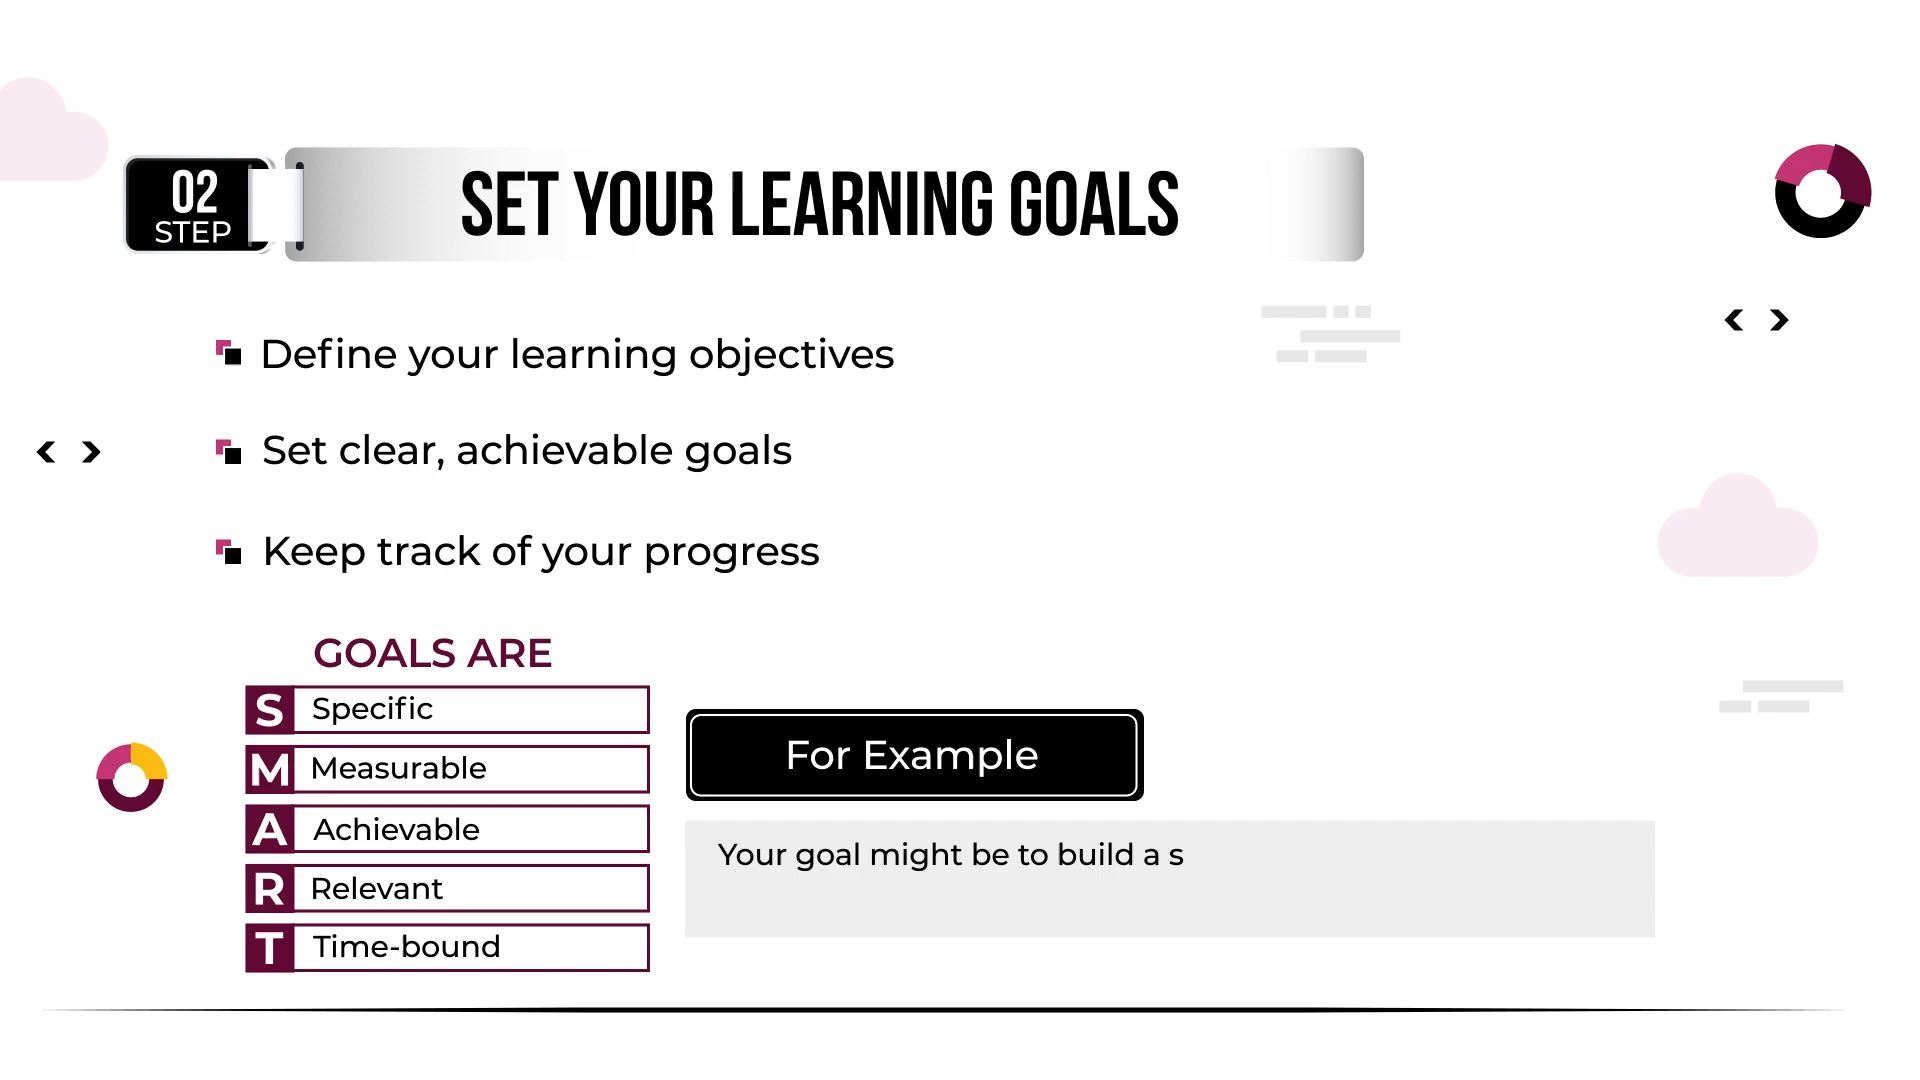 02
STEP
SET YOUR LEARNING GOALS
Define your learning objectives
Set clear, achievable goals
Keep track of your progress
GOALS ARE
S Specific
M Measurable
A Achievable
R Relevant
T Time-bound
For Example
Your goal might be to build a s